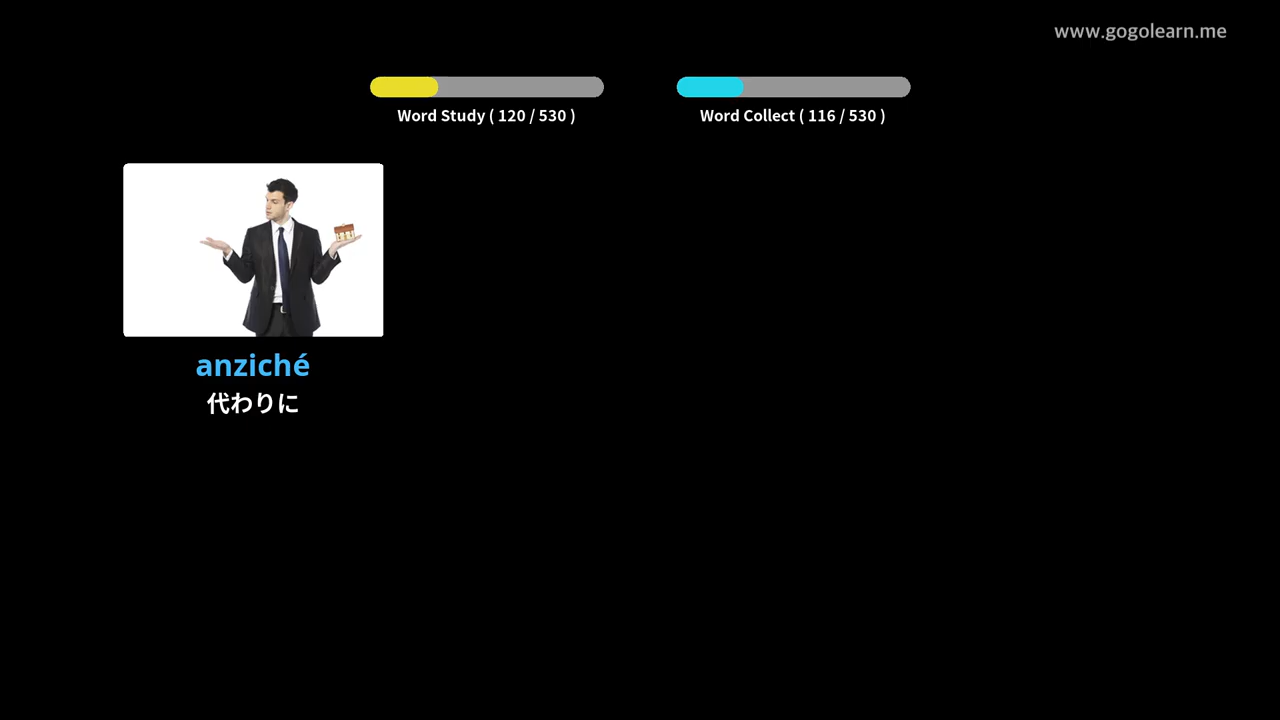 www.gogolearn.me
Word Study ( 120 / 530 )
Word Collect ( 116 / 530 )
anziché
代わりに